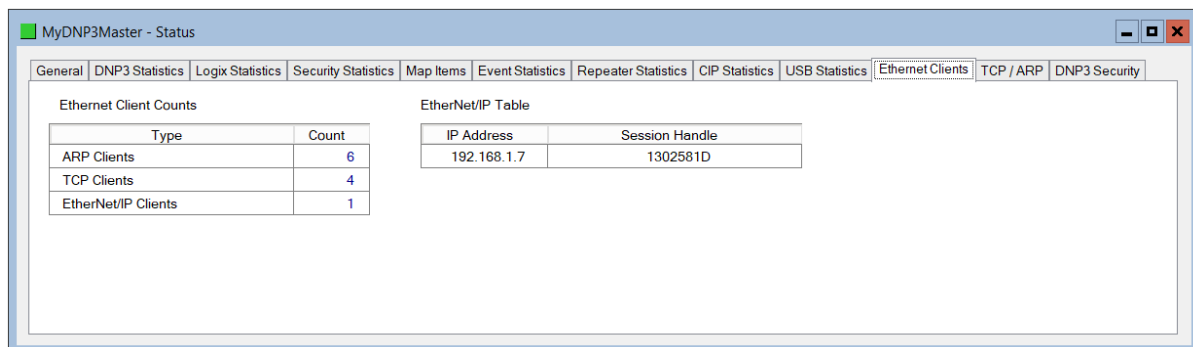 MyDNP3Master - Status
General DNP3 Statistics Logix Statistics Security Statistics Map Items Event Statistics Repeater Statistics CIP Statistics USB Statistics Ethernet Clients TCP / ARP DNP3 Security
Ethernet Client Counts
Type Count
ARP Clients 6
TCP Clients 4
EtherNet/IP Clients 1
EtherNet/IP Table
IP Address Session Handle
192.168.1.7 1302581D